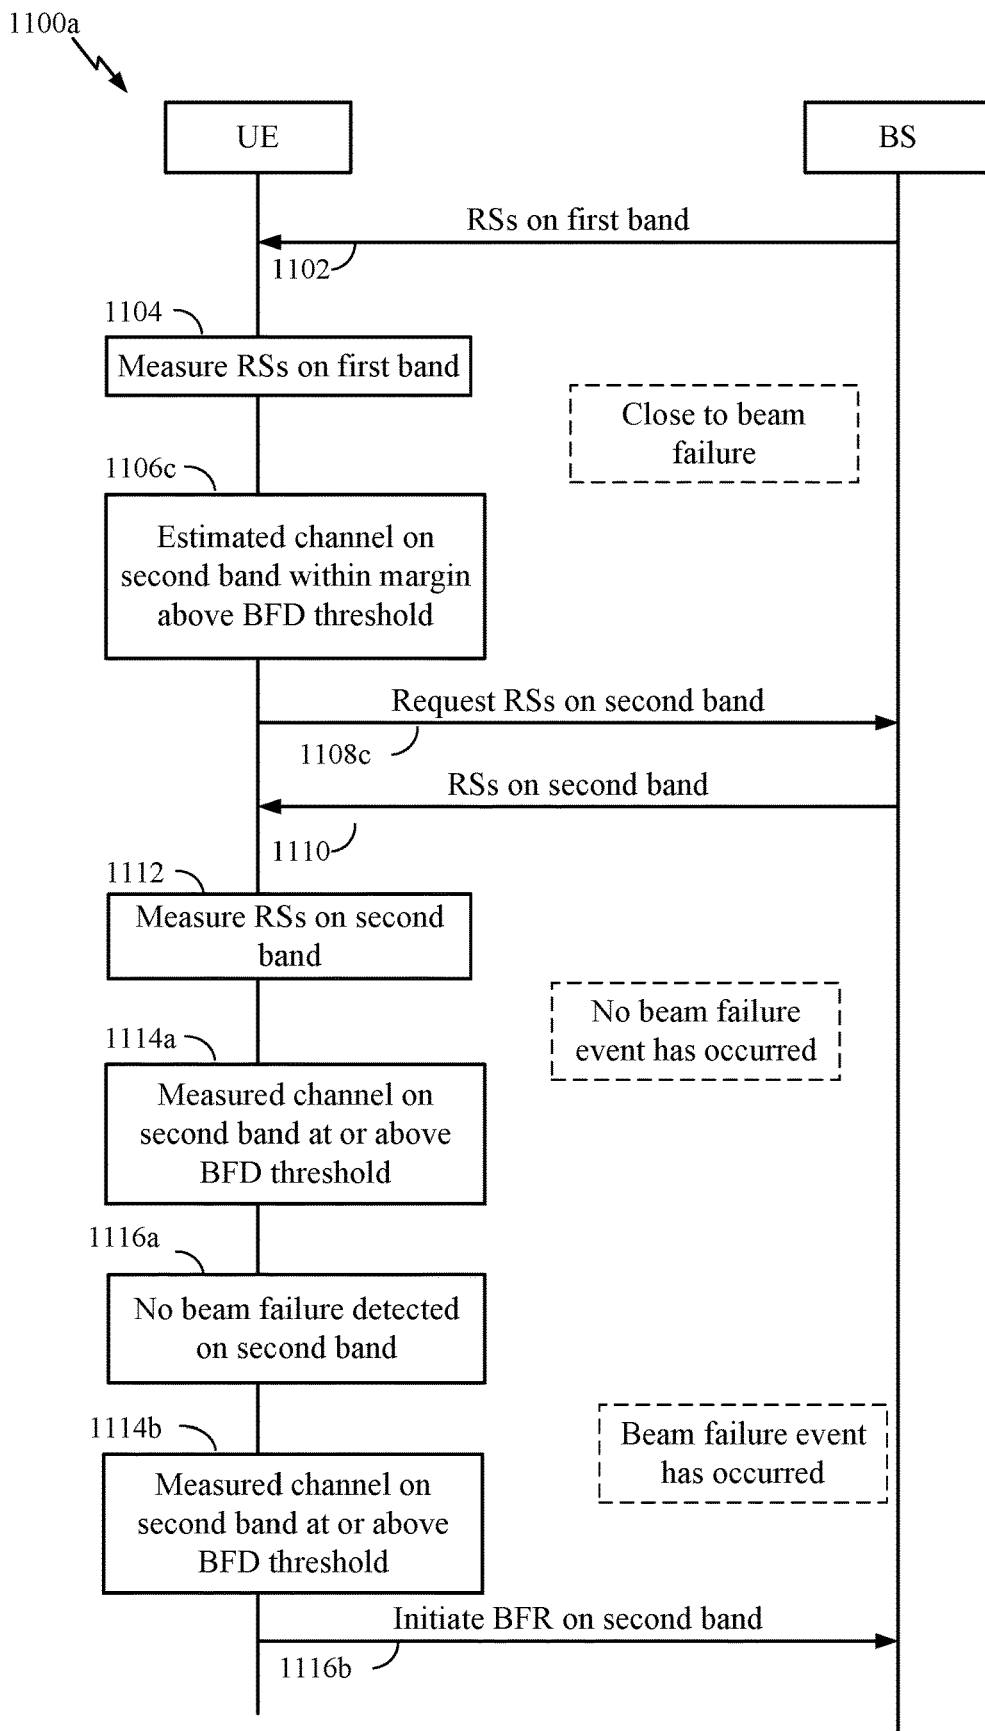 1100a
UE
BS
RSs on first band
1102
1104
Measure RSs on first band
Close to beam
failure
1106c
Estimated channel on
second band within margin
above BFD threshold
Request RSs on second band
1108c
RSs on second band
1110
1112
Measure RSs on second
band
No beam failure
event has occurred
1114a
Measured channel on
second band at or above
BFD threshold
1116a
No beam failure detected
on second band
1114b
Beam failure event
has occurred
Measured channel on
second band at or above
BFD threshold
Initiate BFR on second band
1116b